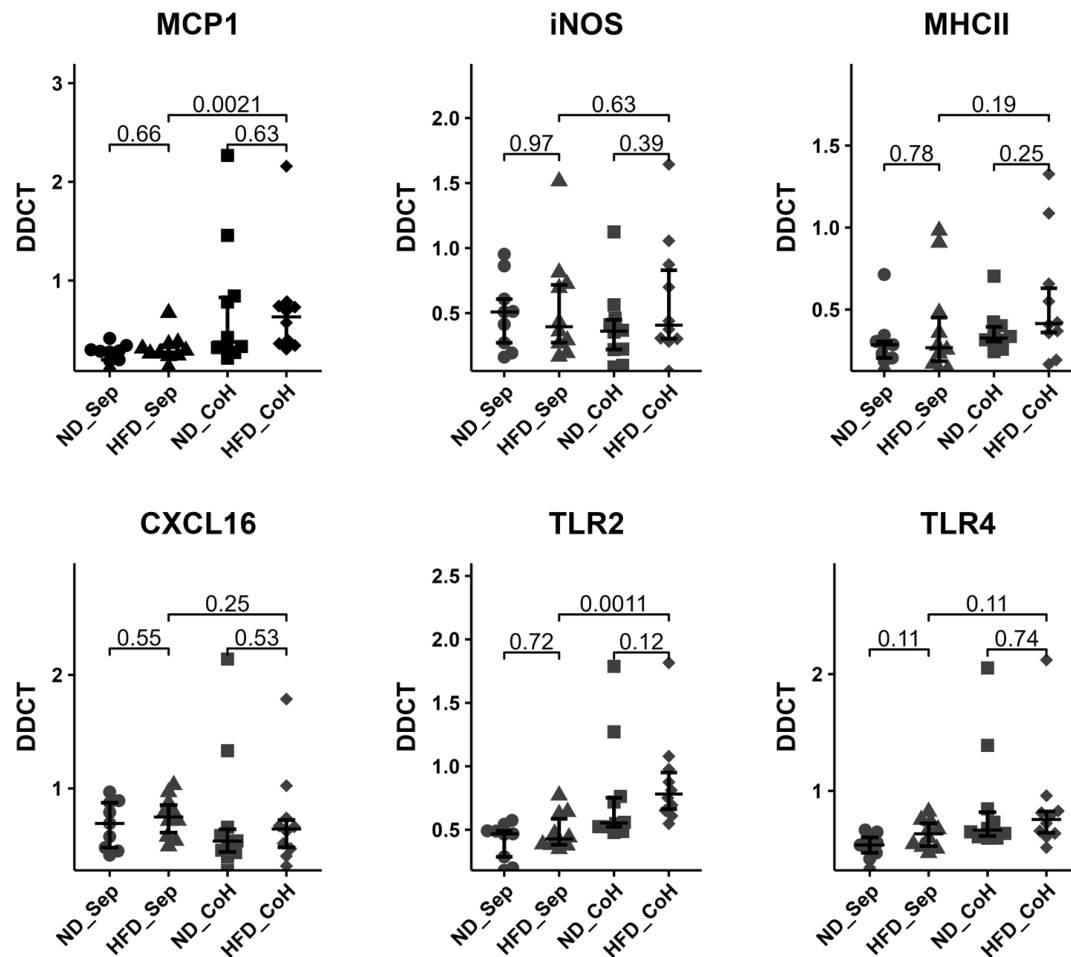 MCP1
3
2
1
DDCT
0.0021
0.66
0.63
ND_Sep
HFD_Sep
ND_CoH
HFD_CoH
iNOS
2.0
1.5
1.0
0.5
DDCT
0.63
0.97
0.39
ND_Sep
HFD_Sep
ND_CoH
HFD_CoH
MHCII
1.5
1.0
0.5
DDCT
0.19
0.78
0.25
ND_Sep
HFD_Sep
ND_CoH
HFD_CoH
CXCL16
2
1
DDCT
0.25
0.55
0.53
ND_Sep
HFD_Sep
ND_CoH
HFD_CoH
TLR2
2.5
2.0
1.5
1.0
0.5
DDCT
0.0011
0.72
0.12
ND_Sep
HFD_Sep
ND_CoH
HFD_CoH
TLR4
2
1
DDCT
0.11
0.11
0.74
ND_Sep
HFD_Sep
ND_CoH
HFD_CoH